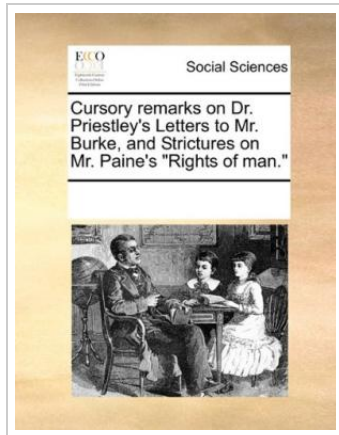 ECCO
Social Sciences
Cursory remarks on Dr.
Priestley's Letters to Mr.
Burke, and Strictures on
Mr. Paine's "Rights of man."